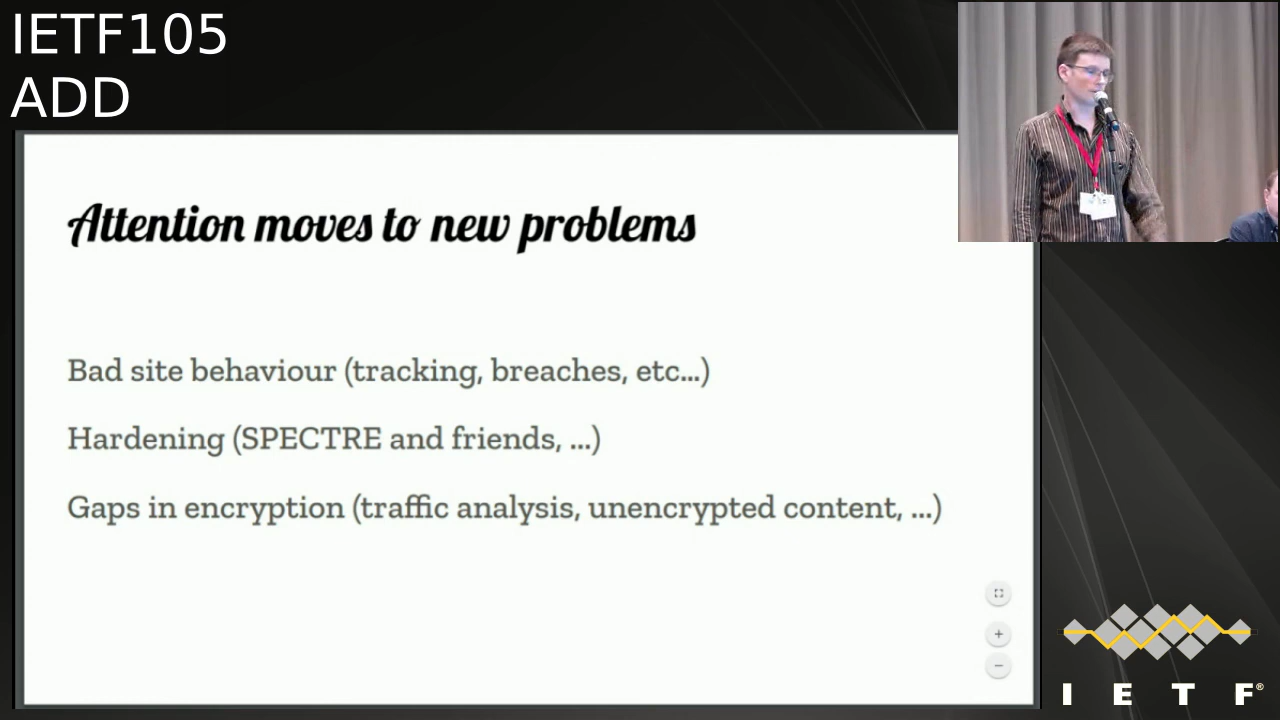 IETF105
ADD
Attention moves to new problems
Bad site behaviour (tracking, breaches, etc...)
Hardening (SPECTRE and friends, ...)
Gaps in encryption (traffic analysis, unencrypted content, ...)
I E T F®